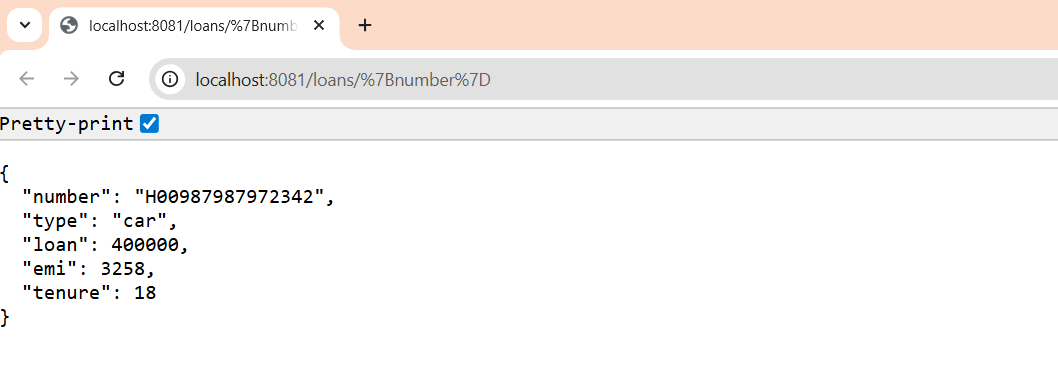 localhost:8081/loans/%7Bnumb
localhost:8081/loans/%7Bnumber%7D
Pretty-print
{
  "number": "H00987987972342",
  "type": "car",
  "loan": 400000,
  "emi": 3258,
  "tenure": 18
}